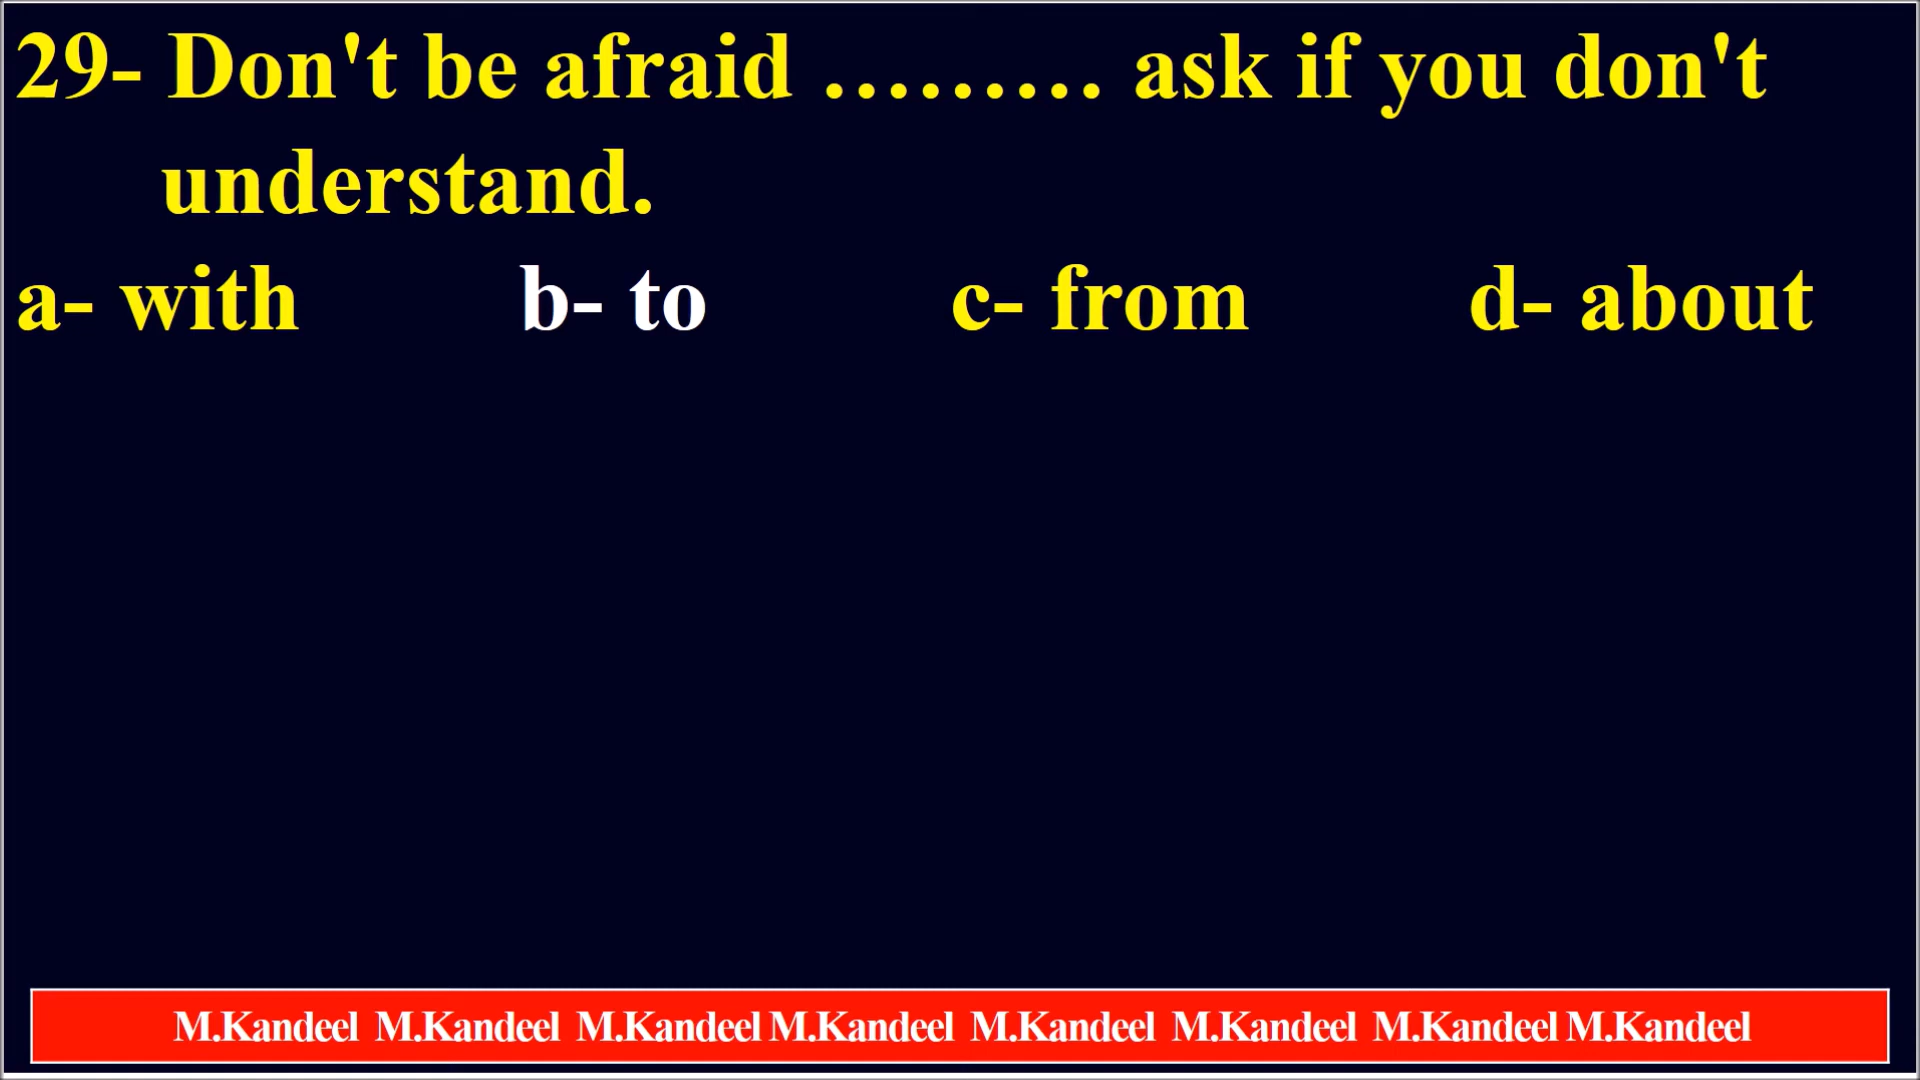 29- Don't be afraid ......... ask if you don't
understand.
a- with b- to c- from d- about
M.Kandeel M.Kandeel M.Kandeel M.Kandeel M.Kandeel M.Kandeel M.Kandeel M.Kandeel